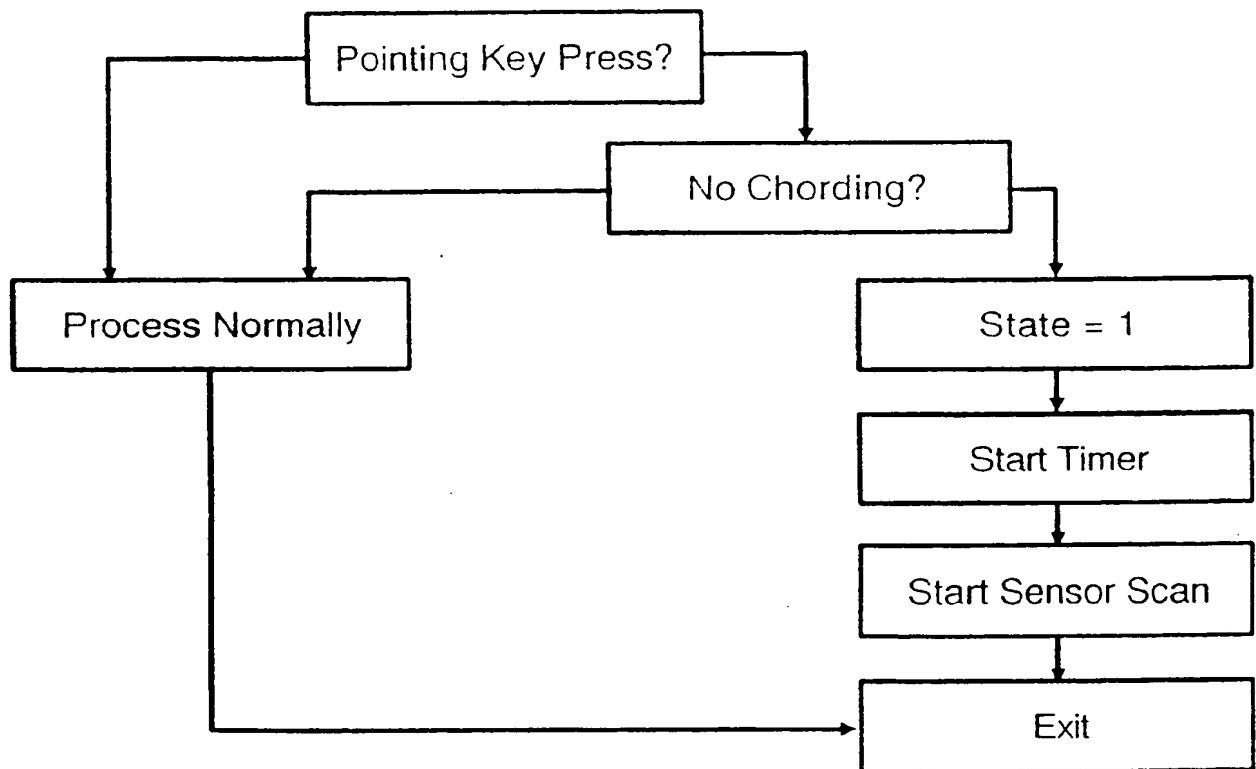 Pointing Key Press?
No Chording?
Process Normally
State = 1
Start Timer
Start Sensor Scan
Exit